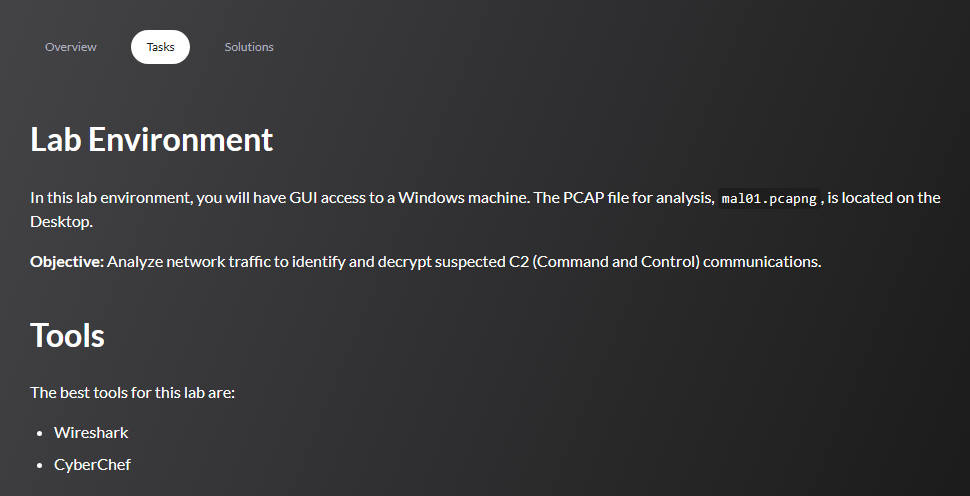 Overview Tasks Solutions
Lab Environment
In this lab environment, you will have GUI access to a Windows machine. The PCAP file for analysis, mal01.pcapng , is located on the
Desktop.
Objective: Analyze network traffic to identify and decrypt suspected C2 (Command and Control) communications.
Tools
The best tools for this lab are:
• Wireshark
• CyberChef